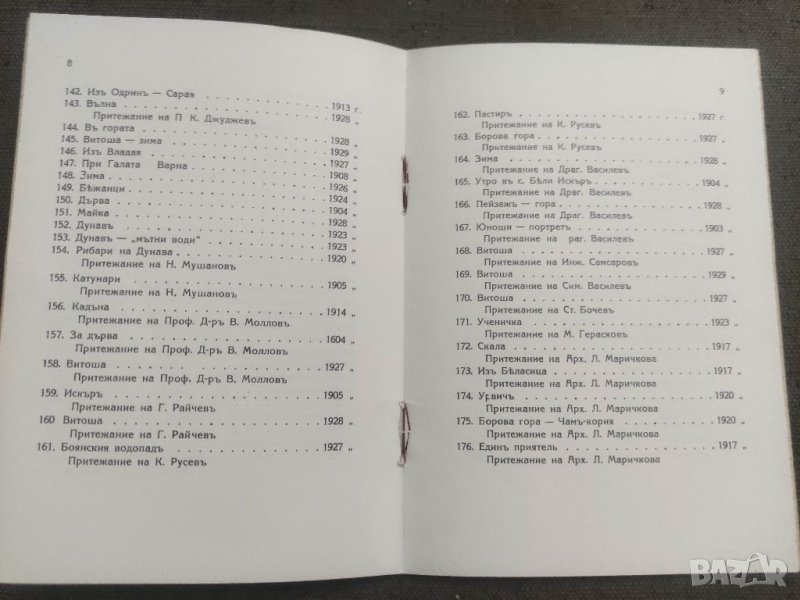 8
142. Изъ Одринъ — Сарая 1913 г.
143. Вълна 1928 „
Притежание на П К. Джуджевъ
144. Въ гората 1928 „
145. Витоша — зима 1929 „
146. Изъ Владая 1927 „
147. При Галата Варна 1908 „
148. Зима 1926 „
149. Бѣжанци 1924 „
150. Дърва 1904 „
151. Майка 1928 „
152. Дунавъ 1923 „
153. Дунавъ — „мътни води“ 1923 „
154. Рибари на Дунава 1920 „
Притежание на Н. Мушановъ
155. Катунари 1905 „
Притежание на Н. Мушановъ
156. Кадъна 1914 „
Притежание на Проф. Д-ръ В. Молловъ
157. За дърва 1604 „
Притежание на Проф. Д-ръ В. Молловъ
158. Витоша 1927 „
Притежание на Проф. Д-ръ В. Молловъ
159. Искъръ 1905 „
Притежание на Г. Райчевъ
160 Витоша 1928 „
Притежание на Г. Райчевъ
161. Боянския водопадъ 1927 „
Притежание на К. Русевъ
9
162. Пастиръ 1927 г.
Притежание на К. Русевъ
163. Борова гора 1927 „
Притежание на К. Русевъ
164. Зима 1928 „
Притежание на Драг. Василевъ
165. Утро въ с. Бѣли Искъръ 1904 „
Притежание на Драг. Василевъ
166. Пейзажъ — гора 1928 „
Притежание на Драг. Василевъ
167. Юноши — портретъ 1903 „
Притежание на раг. Василевъ
168. Витоша 1927 „
Притежание на Инж. Самсаровъ
169. Витоша 1929 „
Притежание на Сим. Василевъ
170. Витоша 1927 „
Притежание на Ст. Бочевъ
171. Ученичка 1923 „
Притежание на М. Герасковъ
172. Скала 1917 „
Притежание на Арх. Л. Маричкова
173. Изъ Бѣласица 1917 „
Притежание на Арх. Л. Маричкова
174. Урвичъ 1920 „
Притежание на Арх. Л. Маричкова
175. Борова гора — Чамъ-кория 1920 „
Притежание на Арх. Л. Маричкова
176. Единъ приятель 1917 „
Притежание на Арх. Л. Маричкова
BAZAR